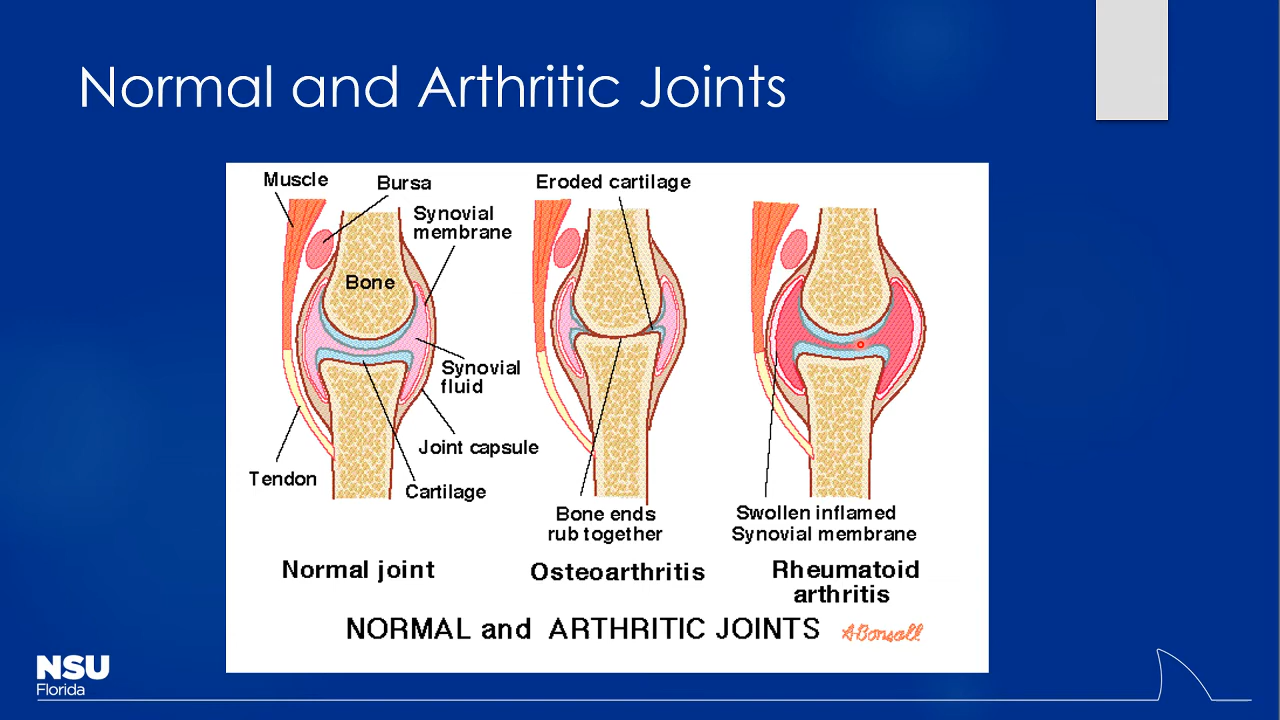 Normal and Arthritic Joints
Muscle
Bursa
Synovial
membrane
Bone
Synovial
fluid
Joint capsule
Tendon
Cartilage
Normal joint
Eroded cartilage
Bone ends
rub together
Osteoarthritis
Swollen inflamed
Synovial membrane
Rheumatoid
arthritis
NORMAL and ARTHRITIC JOINTS
ABonsall
NSU
Florida